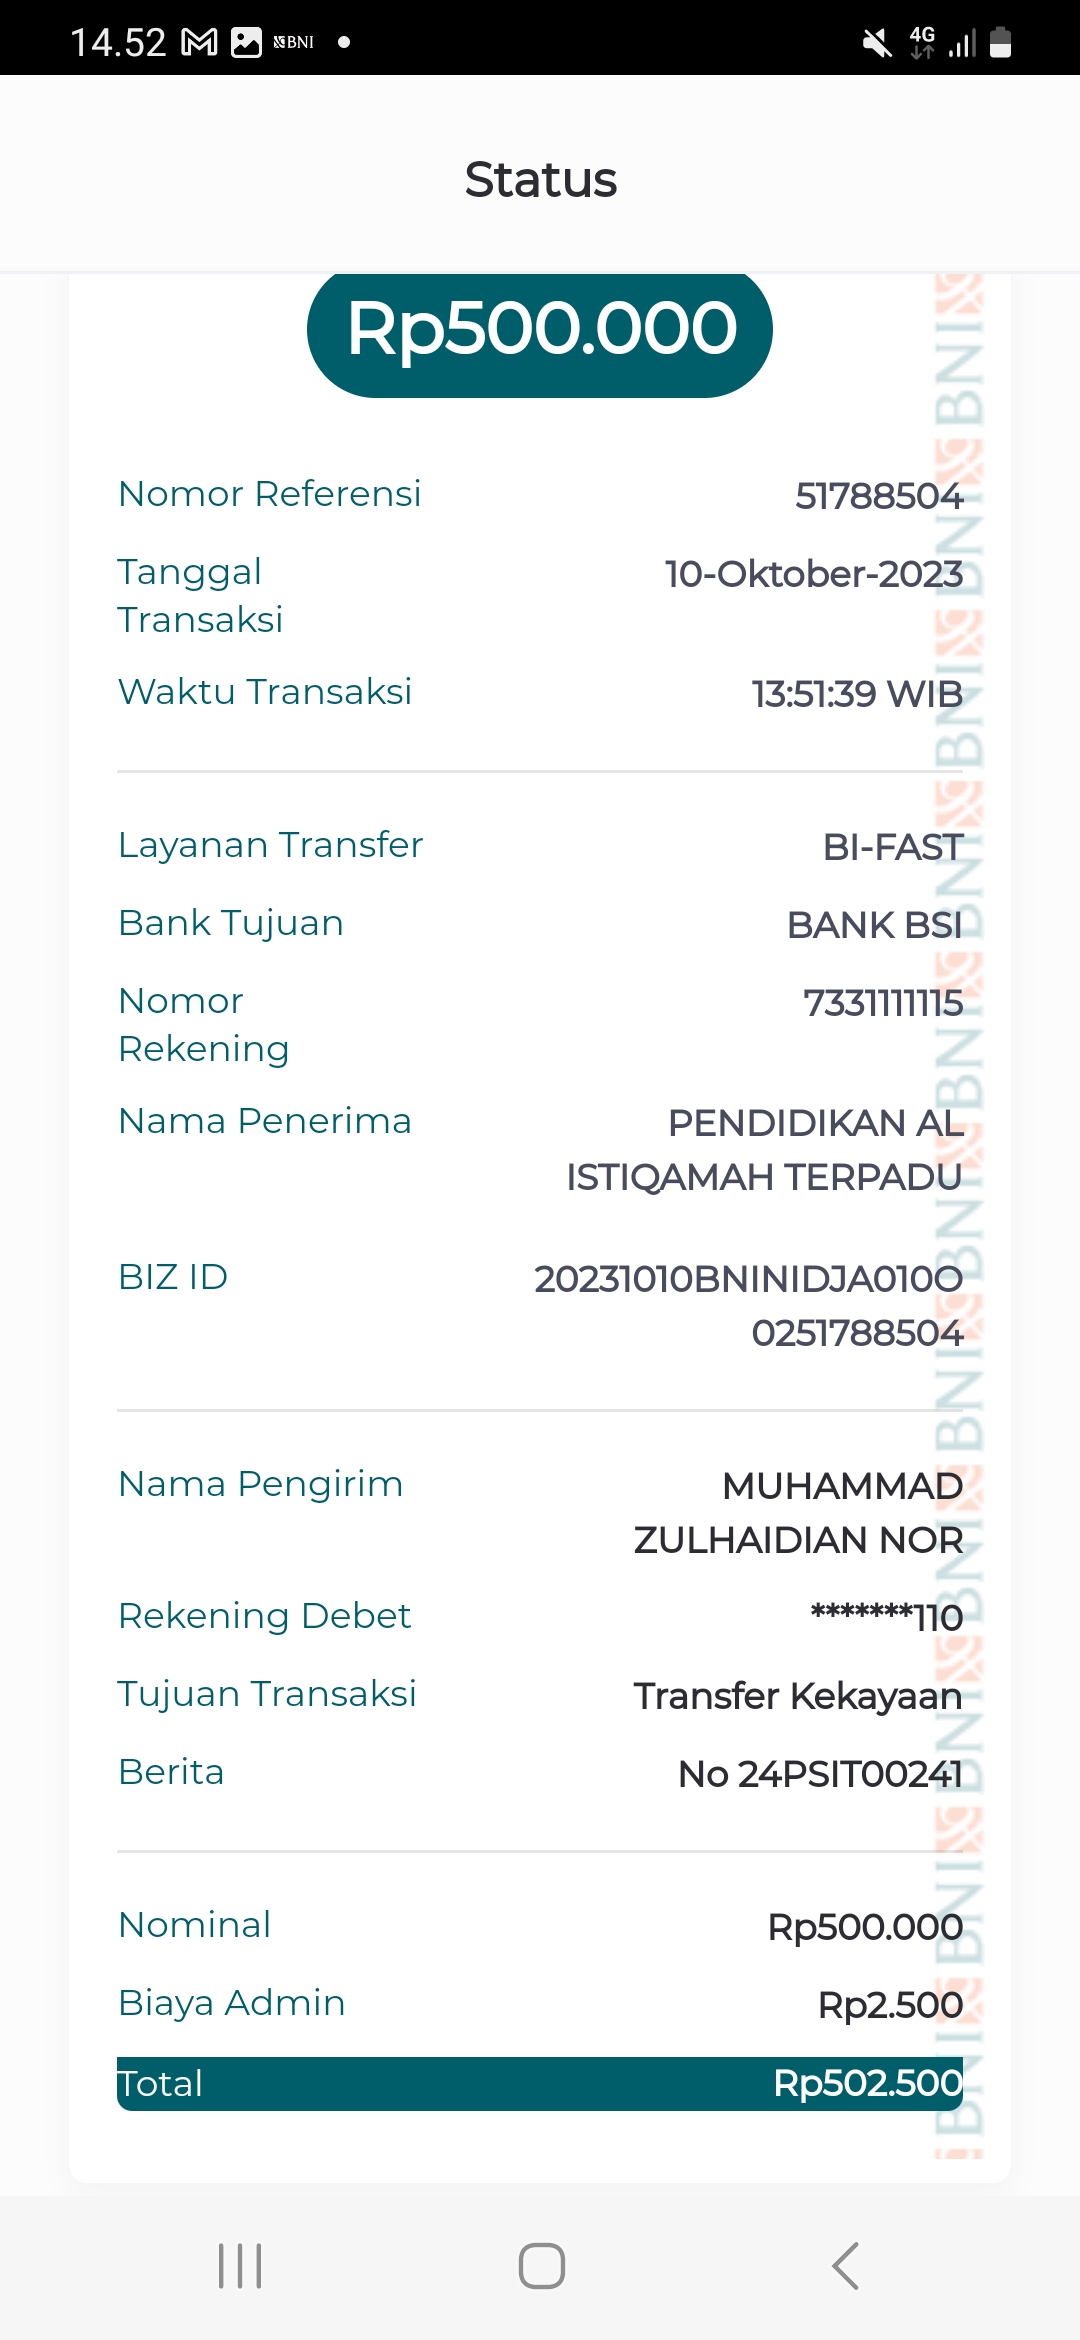 14.52 BNI 4G
Status
Rp500.000
Nomor Referensi 51788504
Tanggal 10-Oktober-2023
Transaksi
Waktu Transaksi 13:51:39 WIB
Layanan Transfer BI-FAST
Bank Tujuan BANK BSI
Nomor 7331111115
Rekening
Nama Penerima PENDIDIKAN AL
ISTIQAMAH TERPADU
BIZ ID 20231010BNINIDJA010O
0251788504
Nama Pengirim MUHAMMAD
ZULHAIDIAN NOR
Rekening Debet *******110
Tujuan Transaksi Transfer Kekayaan
Berita No 24PSIT00241
Nominal Rp500.000
Biaya Admin Rp2.500
Total Rp502.500
BNI BNI BNI BNI BNI BNI BNI BNI BNI BNI BNI